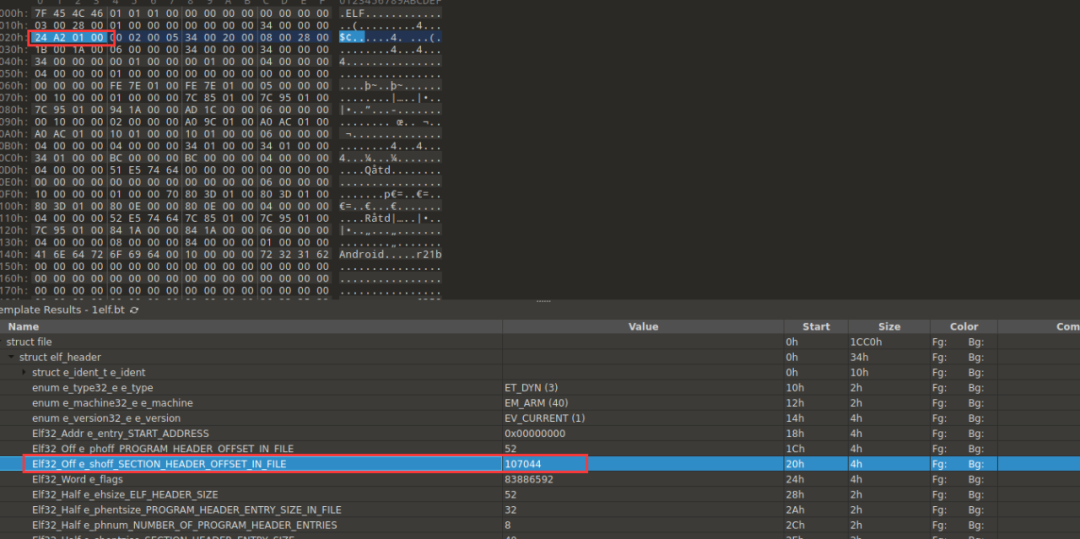 000h: 7F 45 4C 46 01 01 01 00 00 00 00 00 00 00 00 00 .ELF............
010h: 03 00 28 00 01 00 00 00 00 00 00 00 34 00 00 00 ..(.........4...
020h: 24 A2 01 00 00 02 00 05 34 00 20 00 08 00 28 00 $¢......4. ...(.
030h: 1B 00 1A 00 06 00 00 00 34 00 00 00 34 00 00 00 ........4...4...
040h: 34 00 00 00 00 01 00 00 00 01 00 00 04 00 00 00 4...............
050h: 04 00 00 00 01 00 00 00 00 00 00 00 00 00 00 00 ................
060h: 00 00 00 00 FE 7E 01 00 FE 7E 01 00 05 00 00 00 ....þ~..þ~......
070h: 00 10 00 00 01 00 00 00 7C 85 01 00 7C 95 01 00 ........|…..|•..
080h: 7C 95 01 00 94 1A 00 00 AD 1C 00 00 06 00 00 00
090h: 00 10 00 00 02 00 00 00 A0 9C 01 00 A0 AC 01 00
0A0h: A0 AC 01 00 10 01 00 00 10 01 00 00 06 00 00 00
0B0h: 04 00 00 00 04 00 00 00 34 01 00 00 34 01 00 00 ........4...4...
0C0h: 34 01 00 00 BC 00 00 00 BC 00 00 00 04 00 00 00 4...¼...¼.......
0D0h: 04 00 00 00 51 E5 74 64 00 00 00 00 00 00 00 00 ....Qåtd........
0E0h: 00 00 00 00 00 00 00 00 00 00 00 00 06 00 00 00 ................
0F0h: 10 00 00 00 01 00 00 70 80 3D 01 00 80 3D 01 00 .......p€=..€=..
100h: 80 3D 01 00 80 0E 00 00 80 0E 00 00 04 00 00 00 €=..€...€.......
110h: 04 00 00 00 52 E5 74 64 7C 85 01 00 7C 95 01 00 ....Råtd|…..|•..
120h: 7C 95 01 00 84 1A 00 00 84 1A 00 00 06 00 00 00 |•..„...„.......
130h: 04 00 00 00 08 00 00 00 84 00 00 00 01 00 00 00
140h: 41 6E 64 72 6F 69 64 00 10 00 00 00 72 32 31 62 Android.....r21b
150h: 00 00 00 00 00 00 00 00 00 00 00 00 00 00 00 00 ................
160h: 00 00 00 00 00 00 00 00 00 00 00 00 00 00 00 00 ................
170h: 00 00 00 00 00 00 00 00 00 00 00 00 00 00 00 00 ................
emplate Results - 1elf.bt
Name Value Start Size Color Com
struct file 0h 1CC0h Fg: Bg:
struct elf_header 0h 34h Fg: Bg:
struct e_ident_t e_ident 0h 10h Fg: Bg:
enum e_type32_e e_type ET_DYN (3) 10h 2h Fg: Bg:
enum e_machine32_e e_machine EM_ARM (40) 12h 2h Fg: Bg:
enum e_version32_e e_version EV_CURRENT (1) 14h 4h Fg: Bg:
Elf32_Addr e_entry_START_ADDRESS 0x00000000 18h 4h Fg: Bg:
Elf32_Off e_phoff_PROGRAM_HEADER_OFFSET_IN_FILE 52 1Ch 4h Fg: Bg:
Elf32_Off e_shoff_SECTION_HEADER_OFFSET_IN_FILE 107044 20h 4h Fg: Bg:
Elf32_Word e_flags 83886592 24h 4h Fg: Bg:
Elf32_Half e_ehsize_ELF_HEADER_SIZE 52 28h 2h Fg: Bg:
Elf32_Half e_phentsize_PROGRAM_HEADER_ENTRY_SIZE_IN_FILE 32 2Ah 2h Fg: Bg:
Elf32_Half e_phnum_NUMBER_OF_PROGRAM_HEADER_ENTRIES 8 2Ch 2h Fg: Bg: